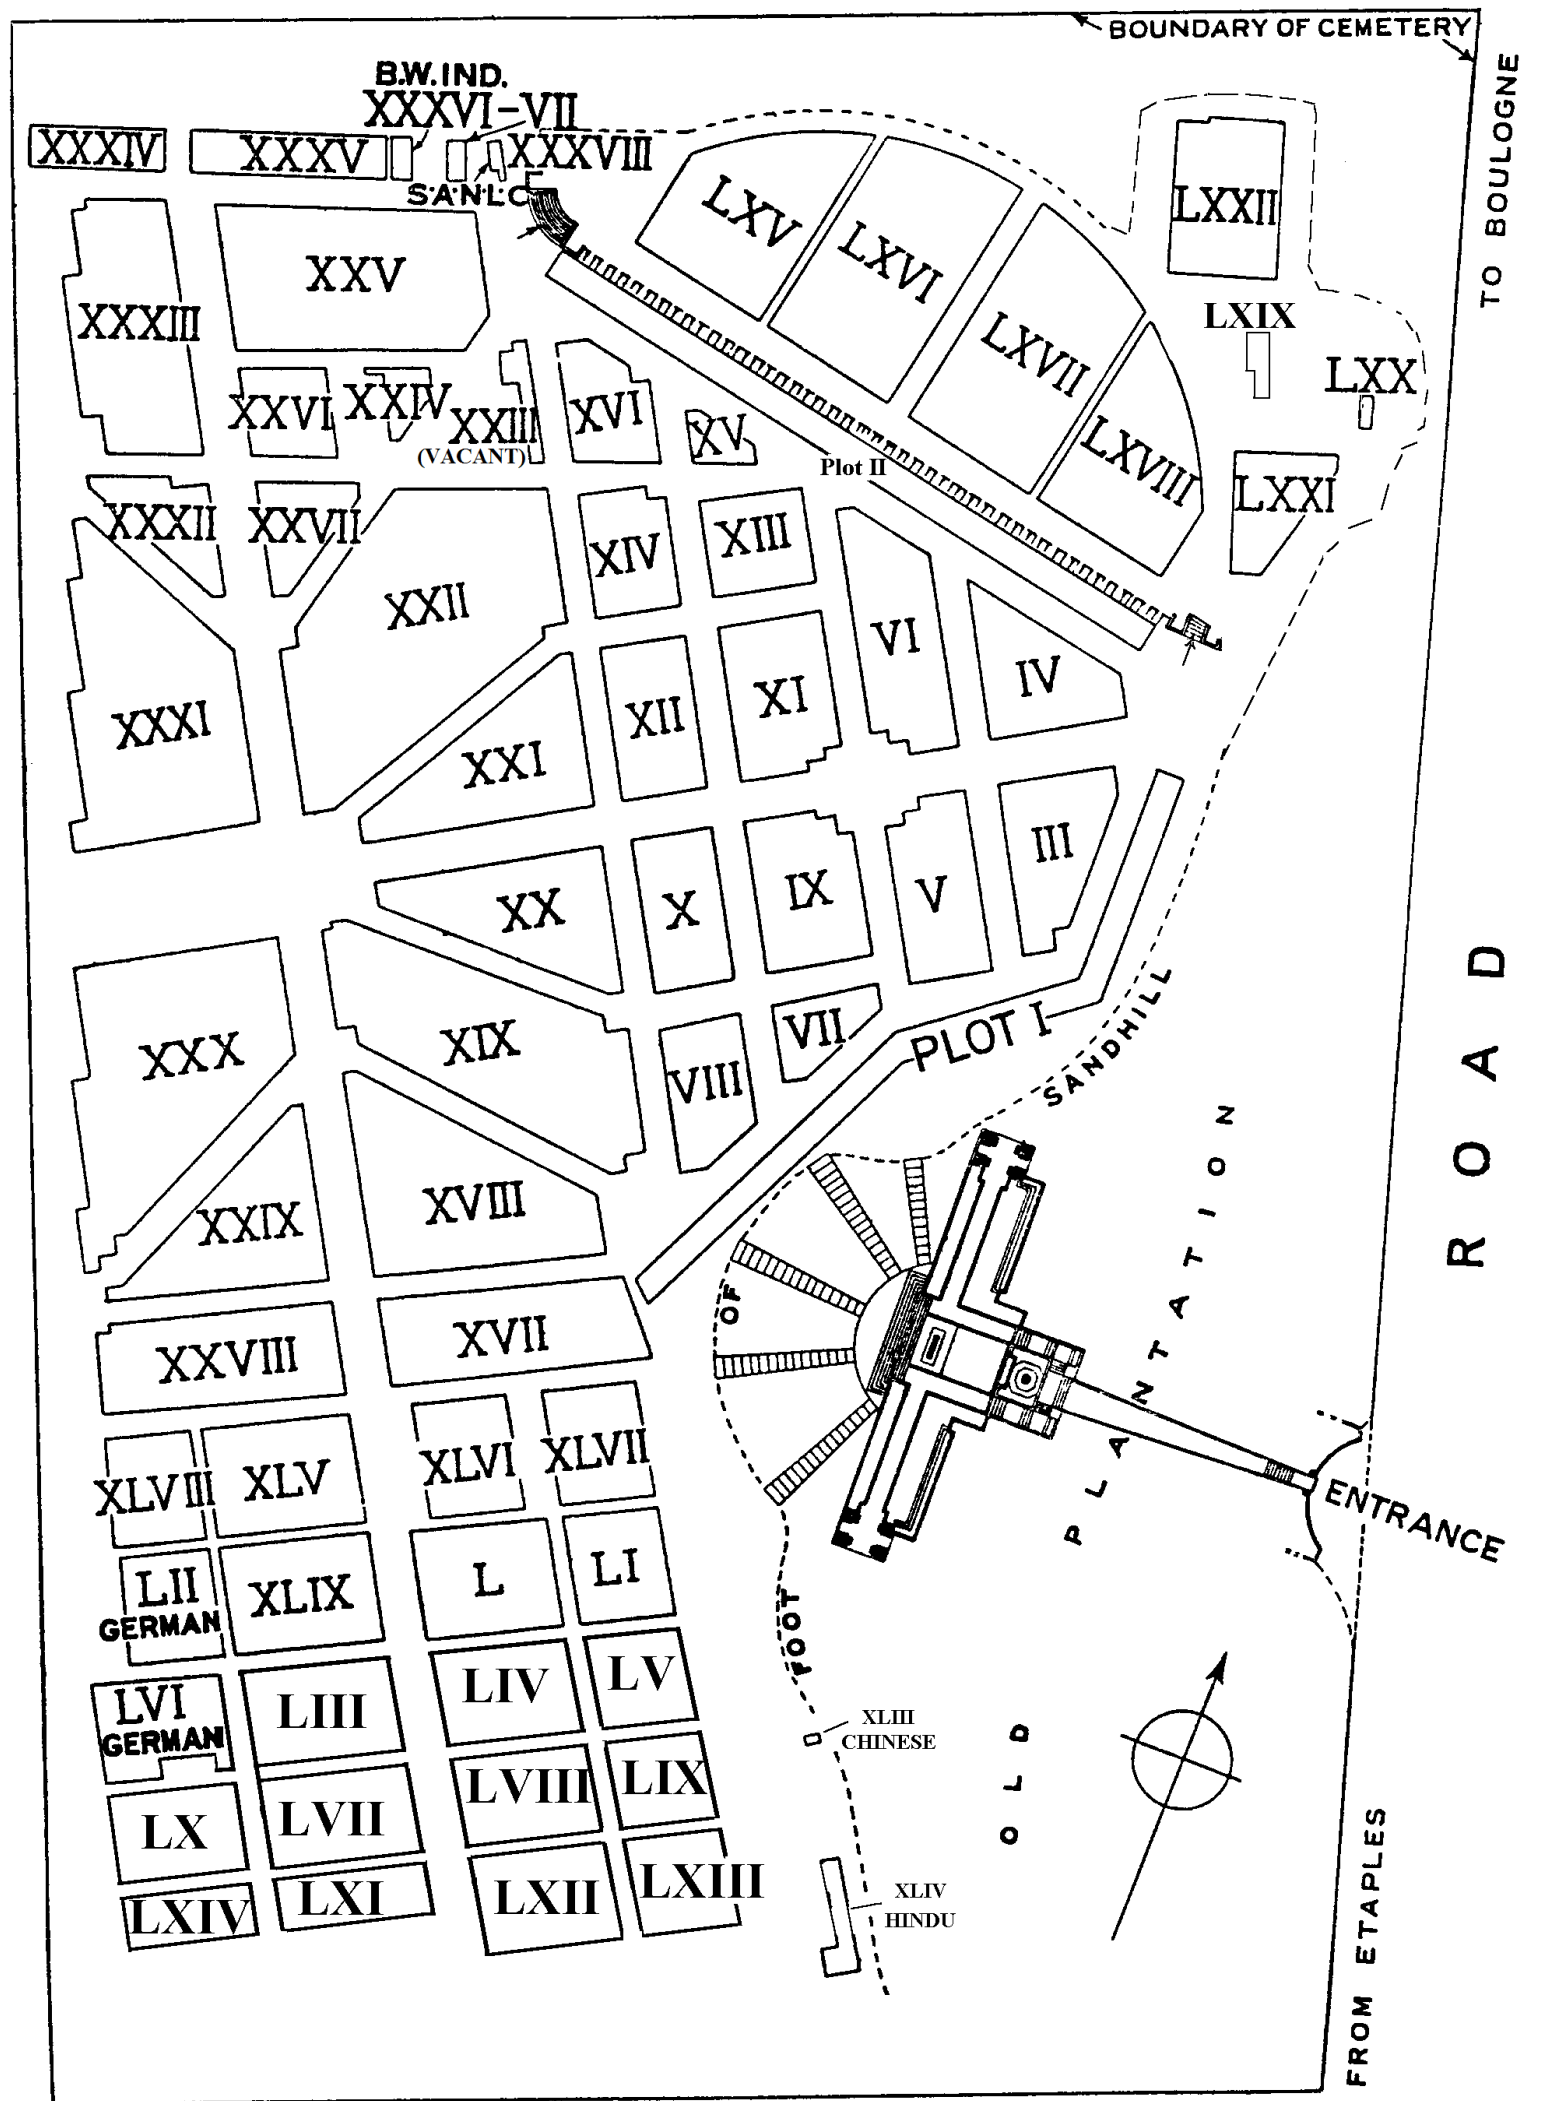 BOUNDARY OF CEMETERY
TO BOULOGNE
B.W.IND.
XXXVI-VII
XXXIV
XXXV
XXXVIII
S.A.N.L.C
LXV
LXVI
LXVII
LXVIII
LXXII
LXIX
LXX
LXXI
XXXIII
XXV
XXVI
XXIV
XXIII
(VACANT)
XVI
XV
Plot II
XXXII
XXVII
XXII
XIV
XIII
VI
IV
XXXI
XXI
XII
XI
XX
X
IX
V
III
XXX
XIX
VIII
VII
PLOT I
XXIX
XVIII
XXVIII
XVII
FOOT OF SANDHILL
OLD PLANTATION
ROAD
XLVIII
XLV
XLVI
XLVII
ENTRANCE
LII
GERMAN
XLIX
L
LI
LVI
GERMAN
LIII
LIV
LV
XLIII
CHINESE
LX
LVII
LVIII
LIX
LXIV
LXI
LXII
LXIII
XLIV
HINDU
FROM ETAPLES